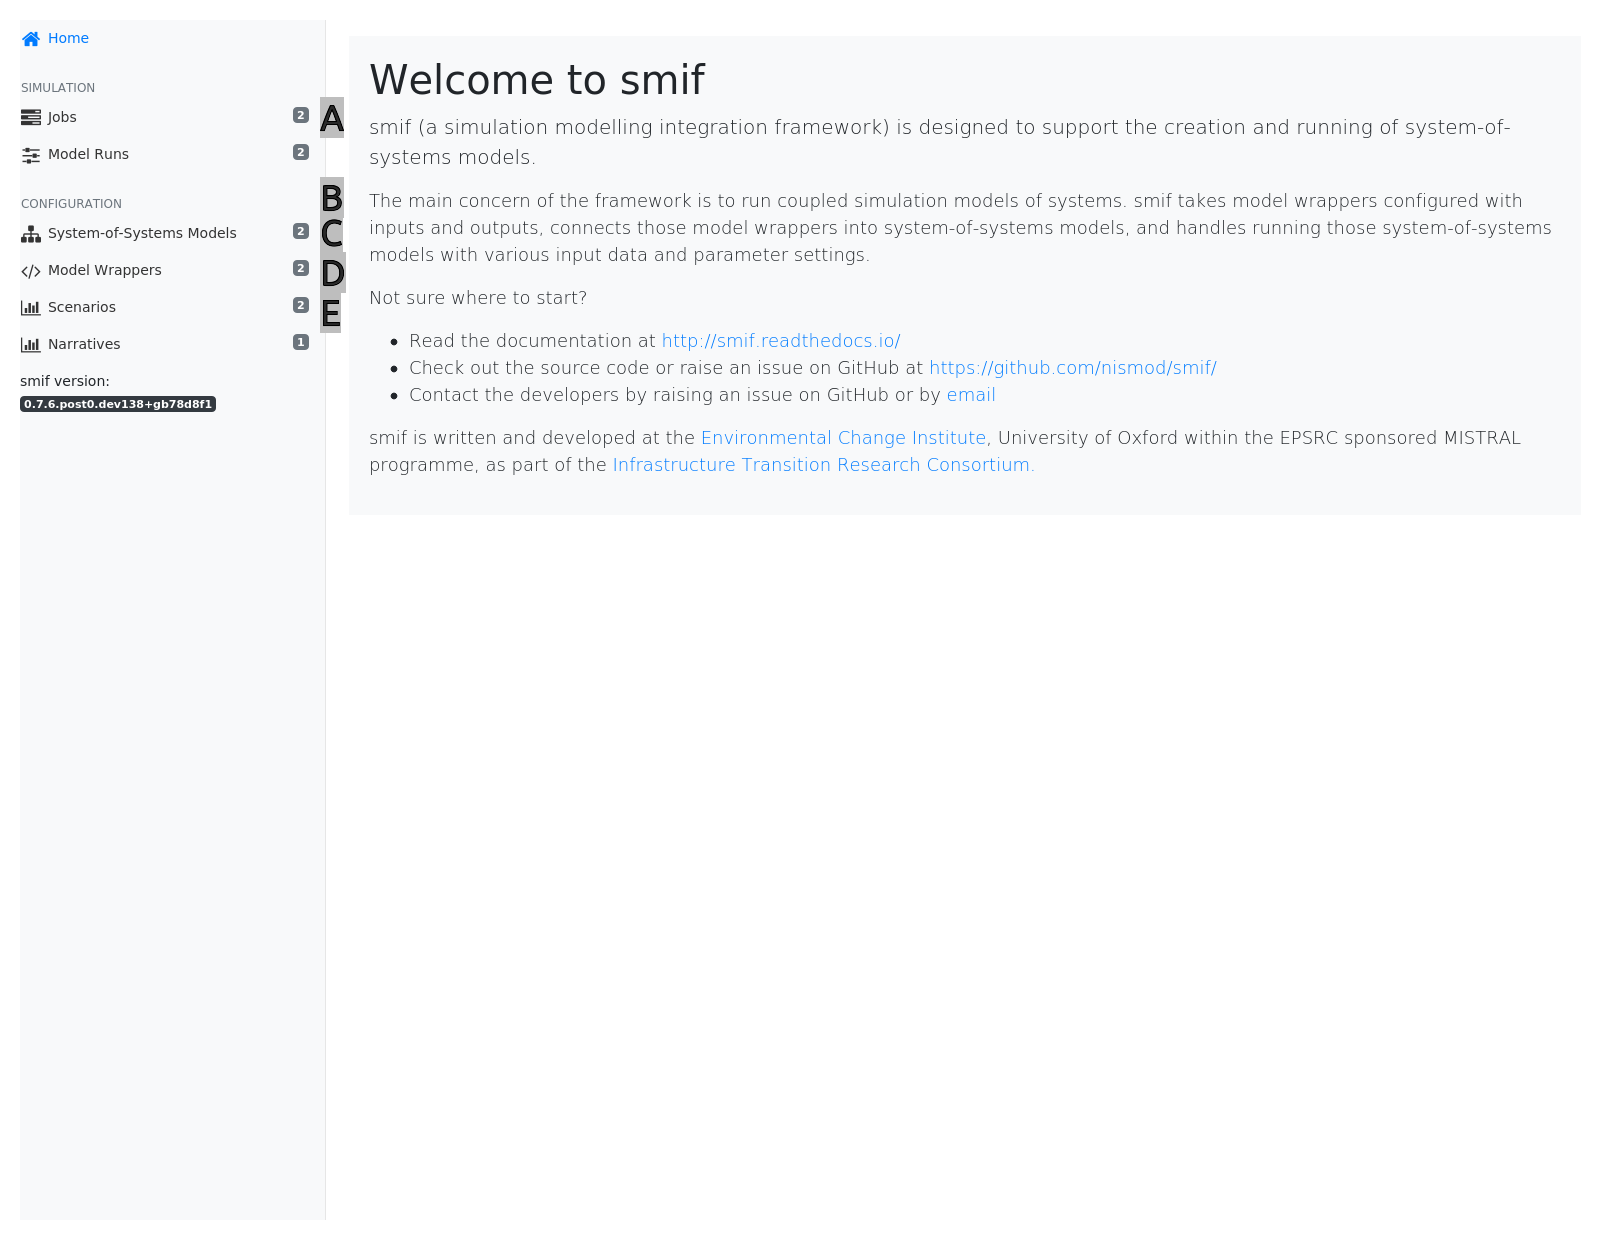 Home
SIMULATION
Jobs 2
Model Runs 2
CONFIGURATION
System-of-Systems Models 2
Model Wrappers 2
Scenarios 2
Narratives 1
smif version:
0.7.6.post0.dev138+gb78d8f1
A
B
C
D
E
Welcome to smif
smif (a simulation modelling integration framework) is designed to support the creation and running of system-of-
systems models.
The main concern of the framework is to run coupled simulation models of systems. smif takes model wrappers configured with
inputs and outputs, connects those model wrappers into system-of-systems models, and handles running those system-of-systems
models with various input data and parameter settings.
Not sure where to start?
• Read the documentation at http://smif.readthedocs.io/
• Check out the source code or raise an issue on GitHub at https://github.com/nismod/smif/
• Contact the developers by raising an issue on GitHub or by email
smif is written and developed at the Environmental Change Institute, University of Oxford within the EPSRC sponsored MISTRAL
programme, as part of the Infrastructure Transition Research Consortium.